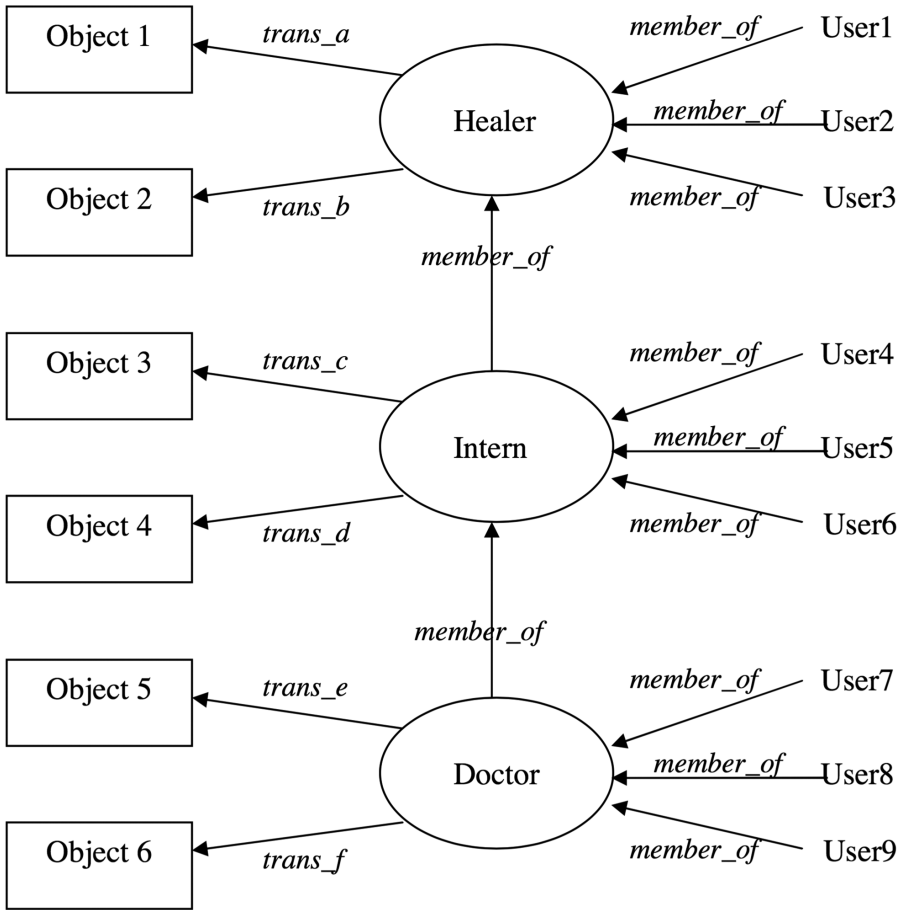 Object 1
trans_a
member_of
User1
Healer
member_of
User2
Object 2
trans_b
member_of
User3
member_of
Object 3
trans_c
member_of
User4
Intern
member_of
User5
Object 4
trans_d
member_of
User6
member_of
Object 5
trans_e
member_of
User7
Doctor
member_of
User8
Object 6
trans_f
member_of
User9